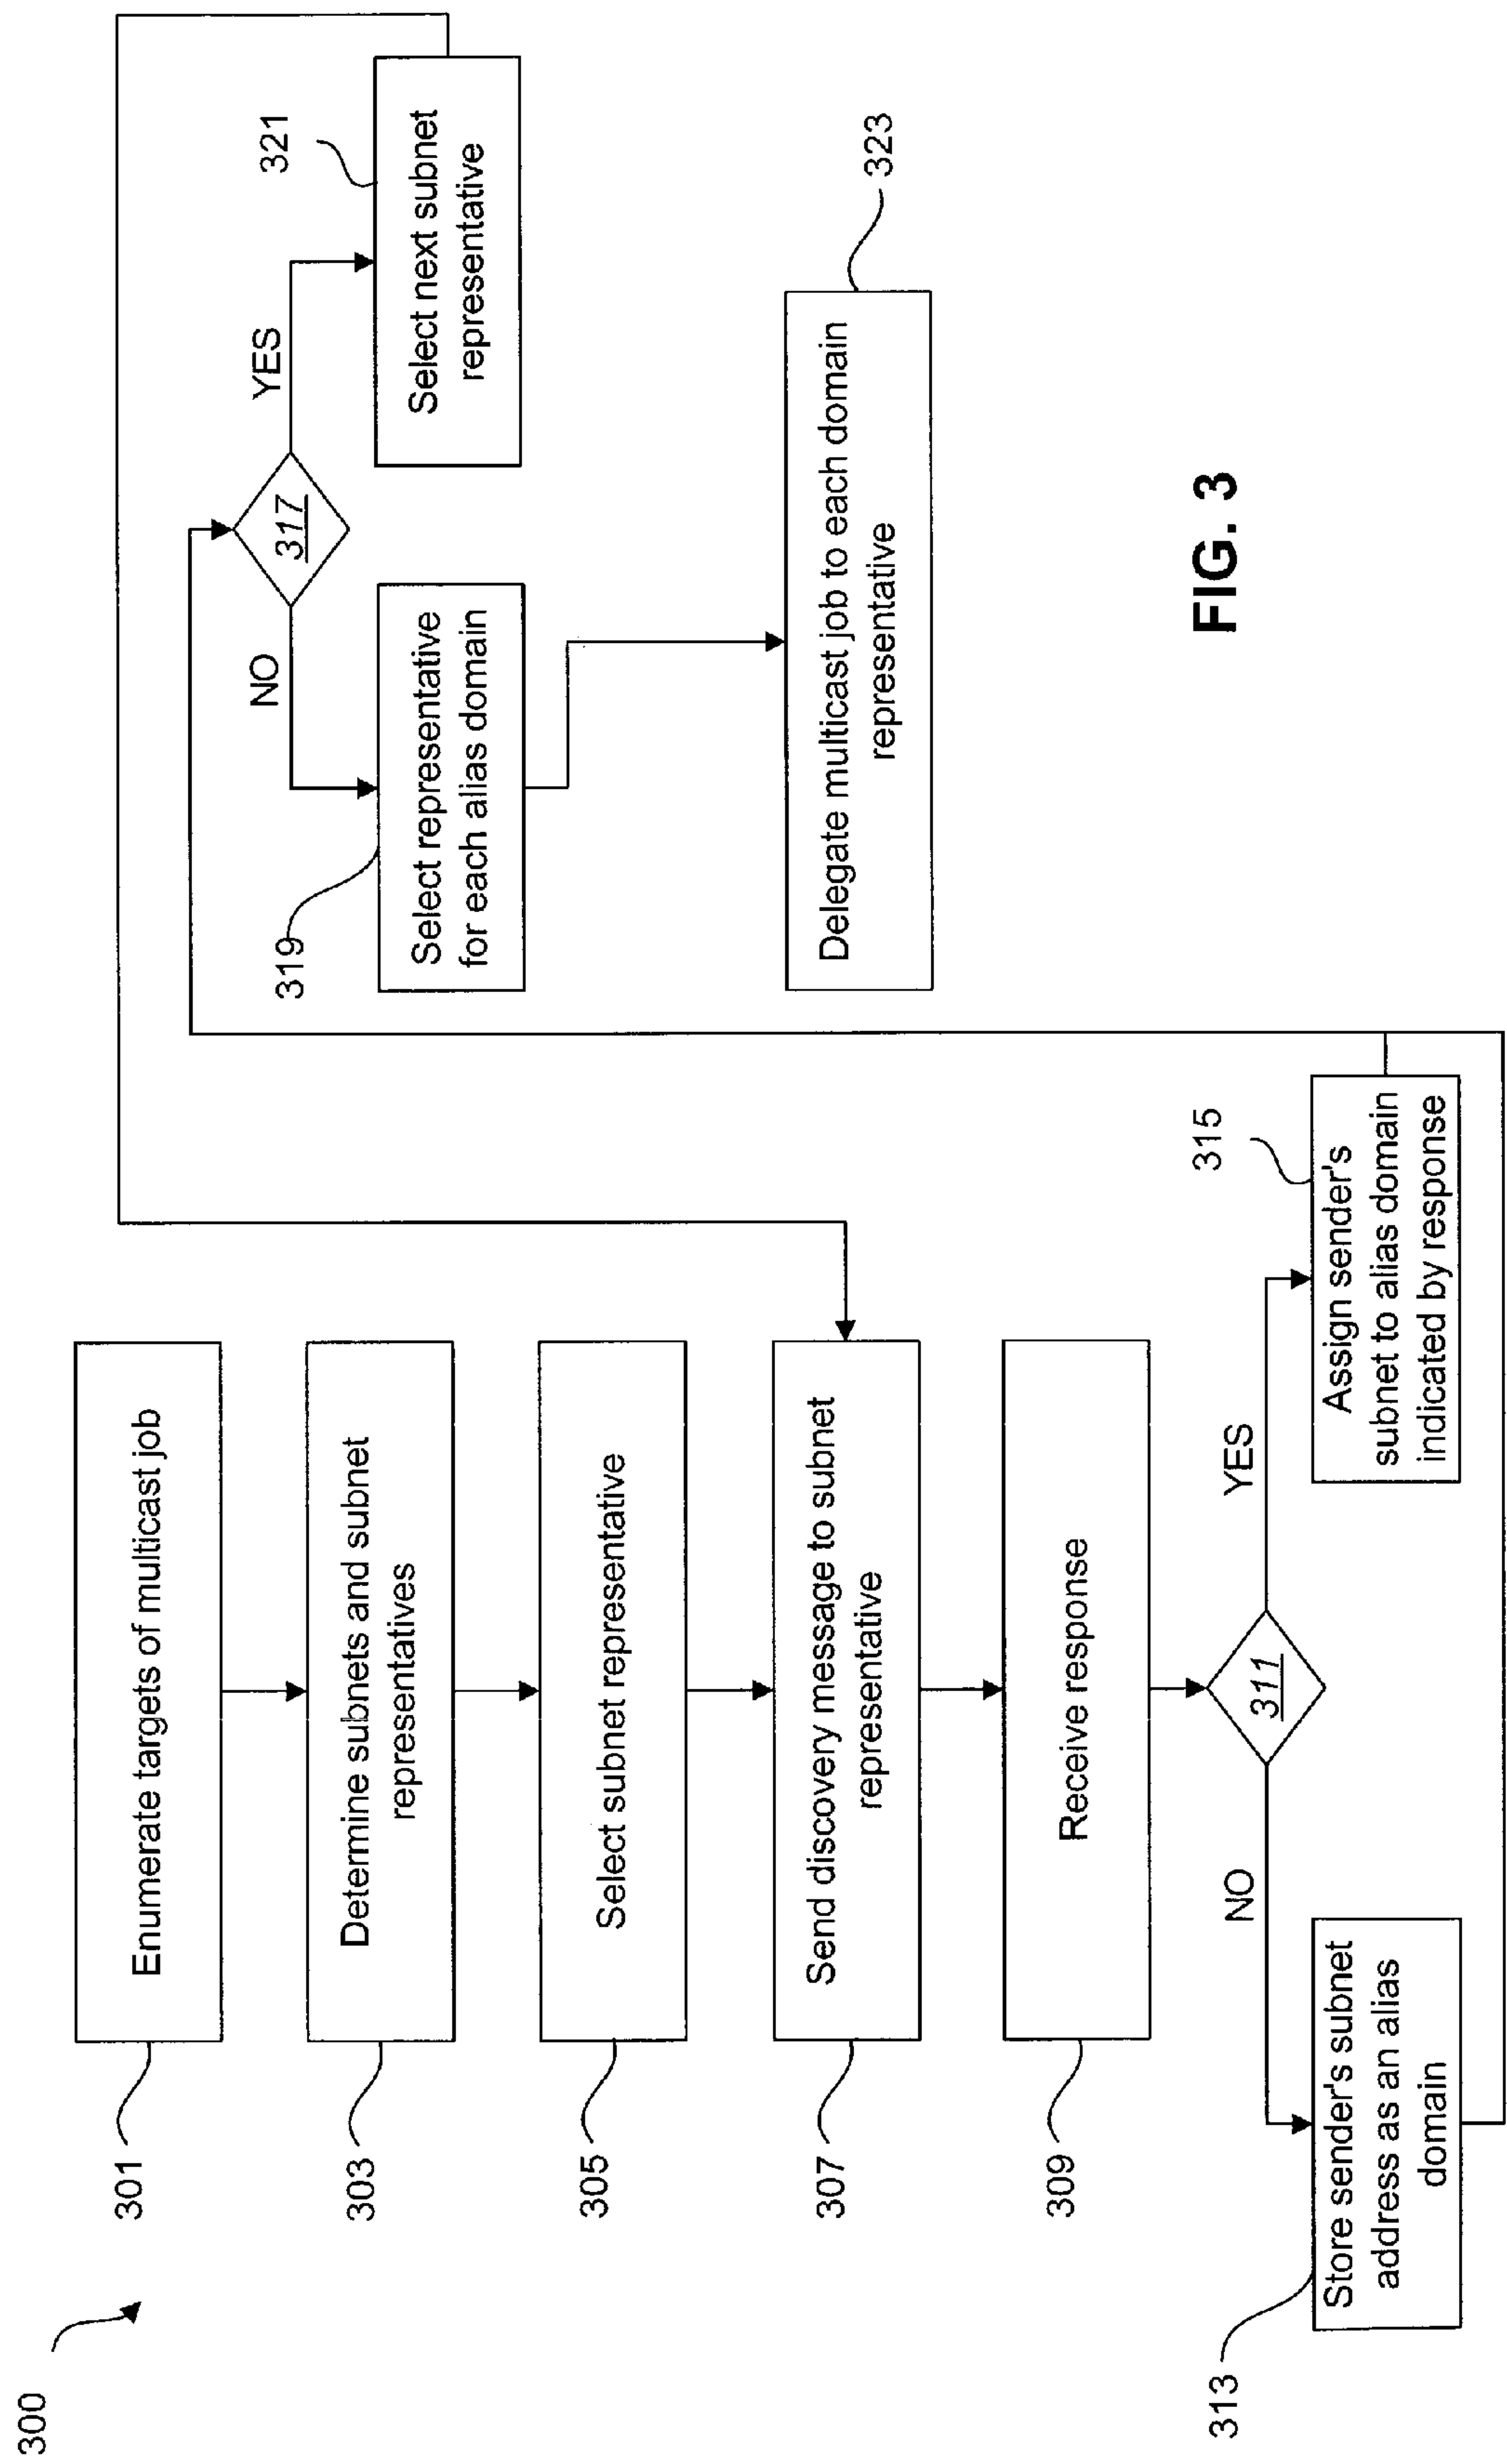 300
301
Enumerate targets of multicast job
303
Determine subnets and subnet
representatives
305
Select subnet representative
307
Send discovery message to subnet
representative
309
Receive response
311
NO
YES
313
Store sender's subnet
address as an alias
domain
315
Assign sender's
subnet to alias domain
indicated by response
317
NO
YES
319
Select representative
for each alias domain
321
Select next subnet
representative
323
Delegate multicast job to each domain
representative
FIG. 3